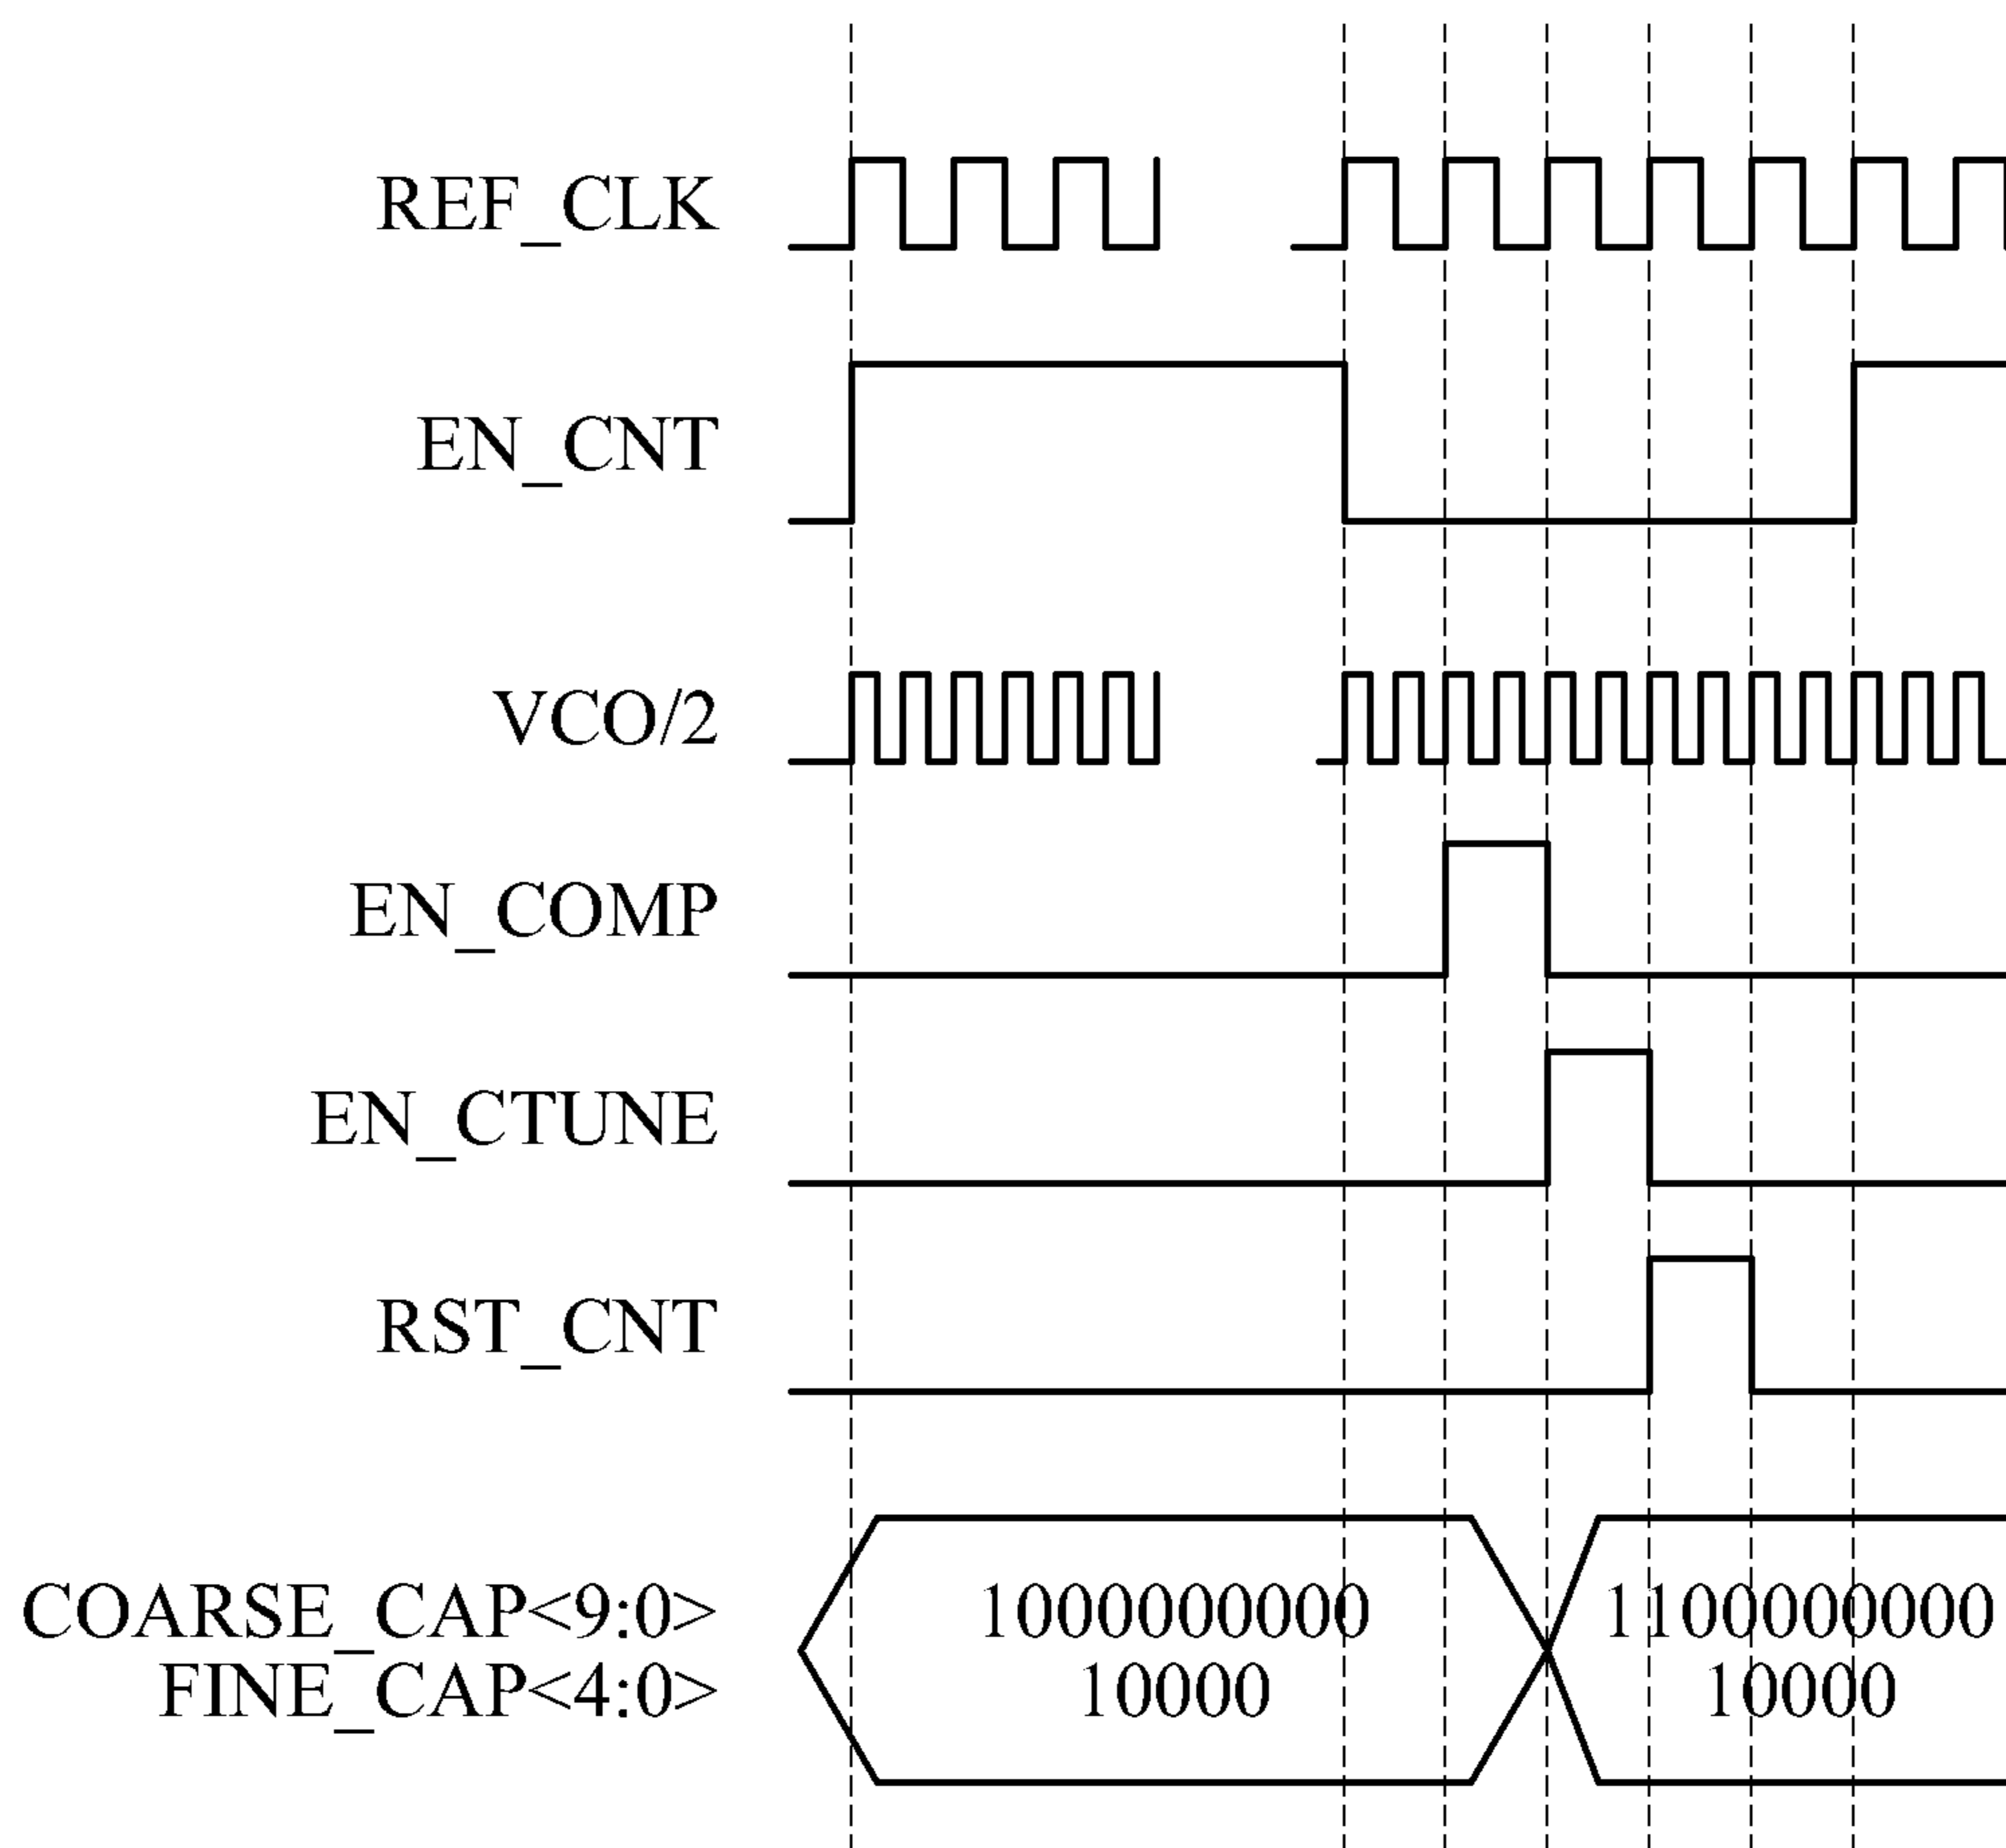 REF_CLK
EN_CNT
VCO/2
EN_COMP
EN_CTUNE
RST_CNT
COARSE_CAP<9:0> 1000000000 1100000000
FINE_CAP<4:0> 10000 10000